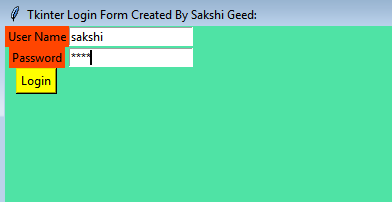 Tkinter Login Form Created By Sakshi Geed:
User Name sakshi
Password ****
Login